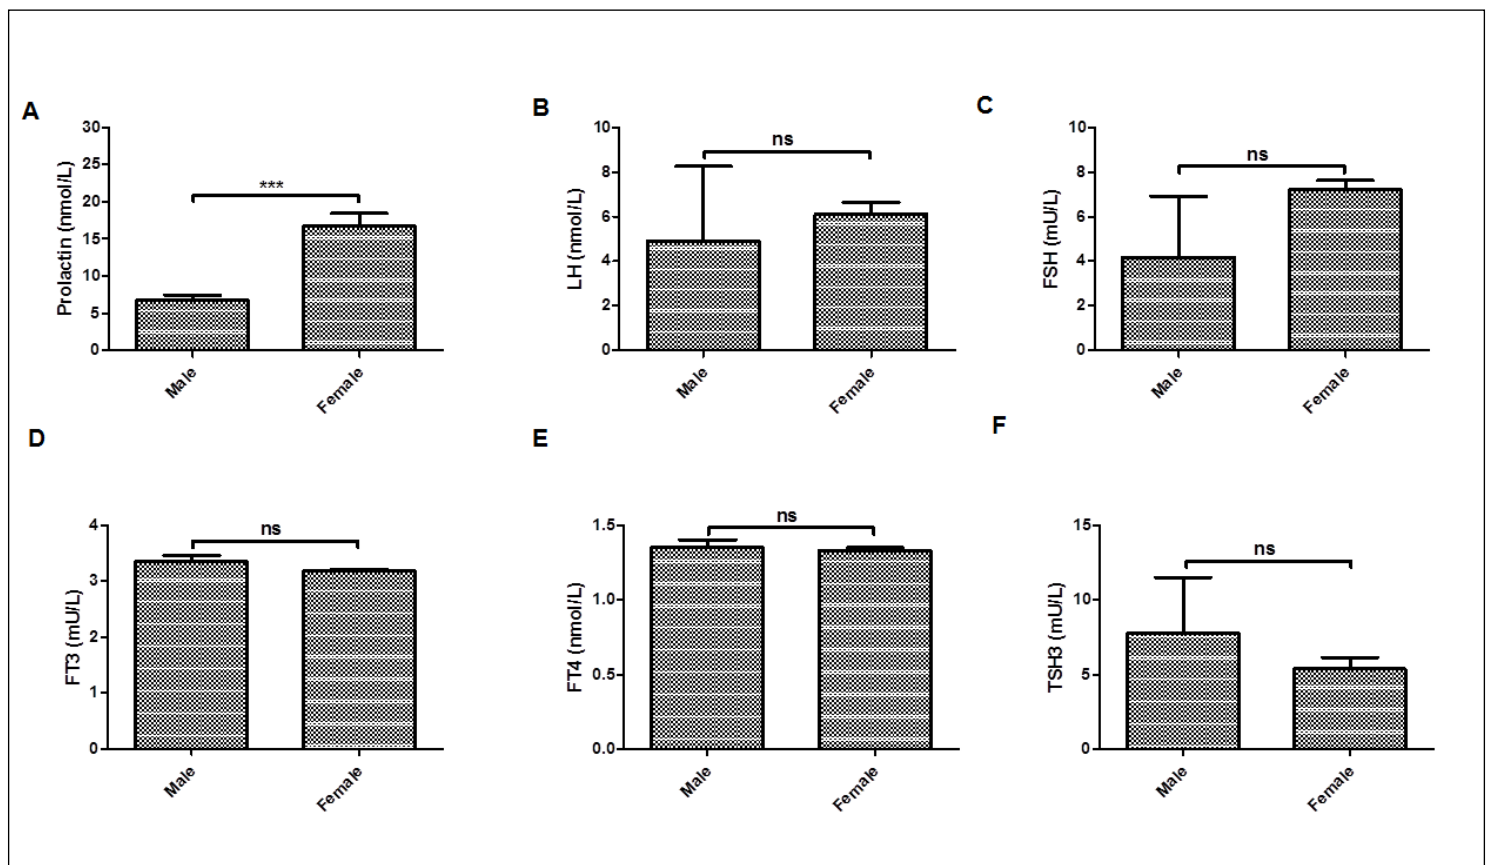 A
Prolactin (nmol/L)
30
25
20
15
10
5
0
***
Male
Female
B
LH (nmol/L)
10
8
6
4
2
0
ns
Male
Female
C
FSH (mU/L)
10
8
6
4
2
0
ns
Male
Female
D
FT3 (mU/L)
4
3
2
1
0
ns
Male
Female
E
FT4 (nmol/L)
1.5
1.0
0.5
0.0
ns
Male
Female
F
TSH3 (mU/L)
15
10
5
0
ns
Male
Female